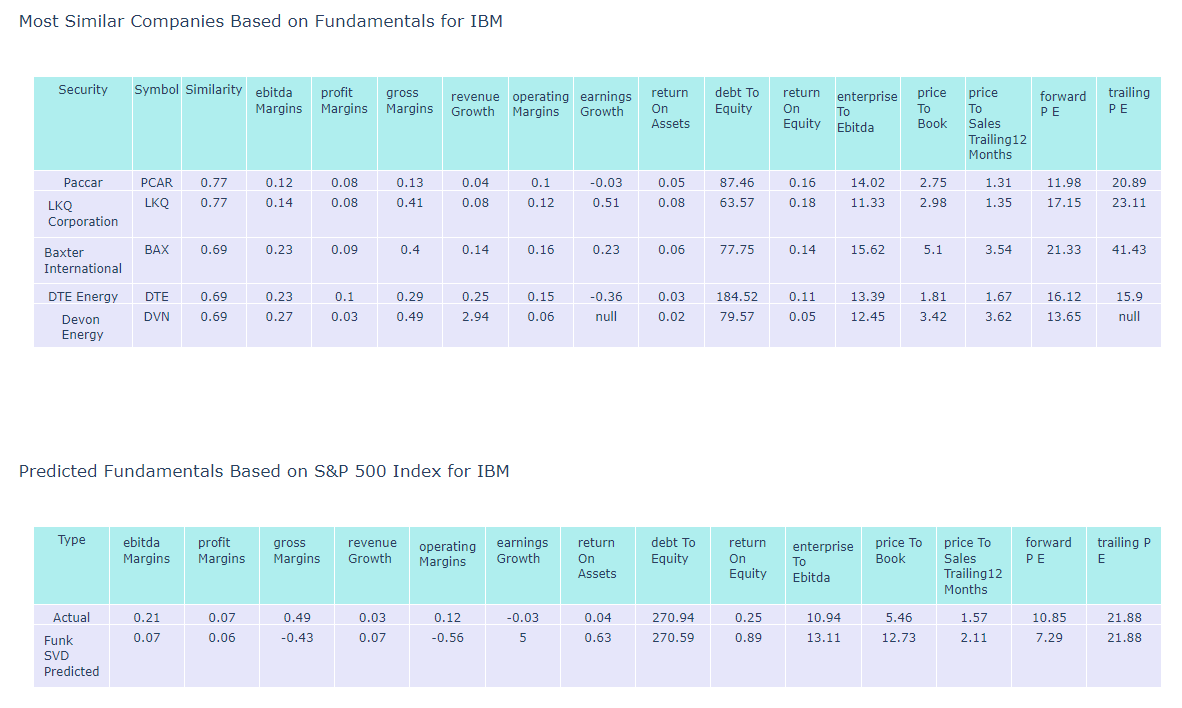 Most Similar Companies Based on Fundamentals for IBM
Security Symbol Similarity ebitda Margins profit Margins gross Margins revenue Growth operating Margins earnings Growth return On Assets debt To Equity return On Equity enterprise To Ebitda price To Book price To Sales Trailing12 Months forward P E trailing P E
Paccar PCAR 0.77 0.12 0.08 0.13 0.04 0.1 -0.03 0.05 87.46 0.16 14.02 2.75 1.31 11.98 20.89
LKQ Corporation LKQ 0.77 0.14 0.08 0.41 0.08 0.12 0.51 0.08 63.57 0.18 11.33 2.98 1.35 17.15 23.11
Baxter International BAX 0.69 0.23 0.09 0.4 0.14 0.16 0.23 0.06 77.75 0.14 15.62 5.1 3.54 21.33 41.43
DTE Energy DTE 0.69 0.23 0.1 0.29 0.25 0.15 -0.36 0.03 184.52 0.11 13.39 1.81 1.67 16.12 15.9
Devon Energy DVN 0.69 0.27 0.03 0.49 2.94 0.06 null 0.02 79.57 0.05 12.45 3.42 3.62 13.65 null
Predicted Fundamentals Based on S&P 500 Index for IBM
Type ebitda Margins profit Margins gross Margins revenue Growth operating Margins earnings Growth return On Assets debt To Equity return On Equity enterprise To Ebitda price To Book price To Sales Trailing12 Months forward P E trailing P E
Actual 0.21 0.07 0.49 0.03 0.12 -0.03 0.04 270.94 0.25 10.94 5.46 1.57 10.85 21.88
Funk SVD Predicted 0.07 0.06 -0.43 0.07 -0.56 5 0.63 270.59 0.89 13.11 12.73 2.11 7.29 21.88